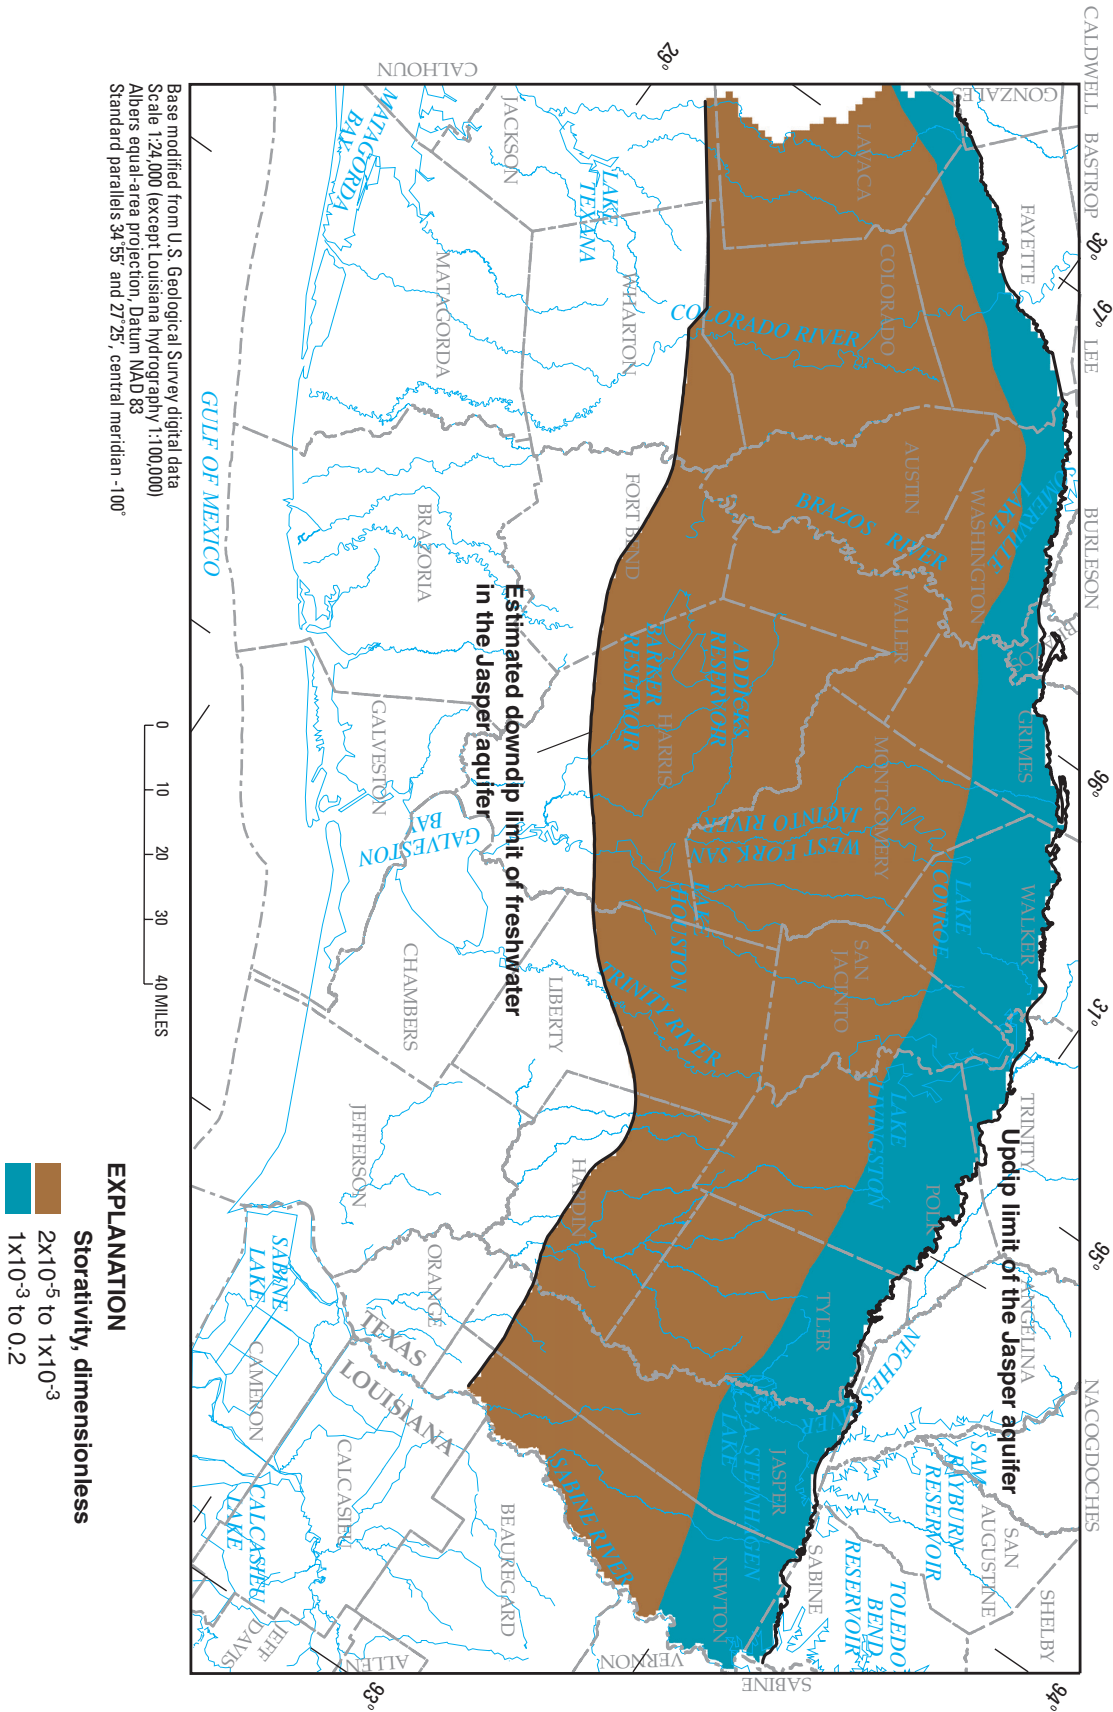 CALDWELL
BASTROP
LEE
BURLESON
NACOGDOCHES
30°
97°
96°
31°
95°
94°
29°
93°
GONZALES
FAYETTE
LAVACA
COLORADO
AUSTIN
WASHINGTON
WALLER
GRIMES
MONTGOMERY
WALKER
SAN
JACINTO
TRINITY
POLK
ANGELINA
TYLER
JASPER
NEWTON
SABINE
SAN
AUGUSTINE
SHELBY
SABINE
VERNON
CALHOUN
JACKSON
WHARTON
MATAGORDA
FORT BEND
BRAZORIA
HARRIS
GALVESTON
CHAMBERS
LIBERTY
HARDIN
JEFFERSON
ORANGE
TEXAS
LOUISIANA
CAMERON
CALCASIEU
BEAUREGARD
JEFF
DAVIS
ALLEN
MATAGORDA
BAY
LAKE
TEXANA
COLORADO RIVER
BRAZOS RIVER
SOMERVILLE
LAKE
ADDICKS
RESERVOIR
BARKER
RESERVOIR
WEST FORK SAN
JACINTO RIVER
LAKE
CONROE
LAKE
HOUSTON
TRINITY RIVER
LAKE
LIVINGSTON
NECHES
RIVER
B.A. STEINHAGEN
LAKE
SAM
RAYBURN
RESERVOIR
TOLEDO
BEND
RESERVOIR
SABINE RIVER
SABINE
LAKE
CALCASIEU
LAKE
GALVESTON
BAY
GULF OF MEXICO
Updip limit of the Jasper aquifer
Estimated downdip limit of freshwater
in the Jasper aquifer
Base modified from U.S. Geological Survey digital data
Scale 1:24,000 (except Louisiana hydrography 1:100,000)
Albers equal-area projection, Datum NAD 83
Standard parallels 34°55' and 27°25', central meridian -100°
0 10 20 30 40 MILES
EXPLANATION
Storativity, dimensionless
2x10-5 to 1x10-3
1x10-3 to 0.2